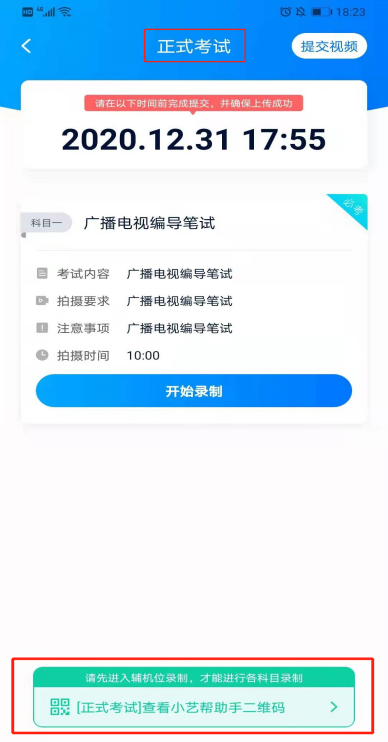 HD 4G 18:23
正式考试
提交视频
请在以下时间前完成提交，并确保上传成功
2020.12.31 17:55
必考
科目一 广播电视编导笔试
考试内容 广播电视编导笔试
拍摄要求 广播电视编导笔试
注意事项 广播电视编导笔试
拍摄时间 10:00
开始录制
请先进入辅机位录制，才能进行各科目录制
[正式考试]查看小艺帮助手二维码